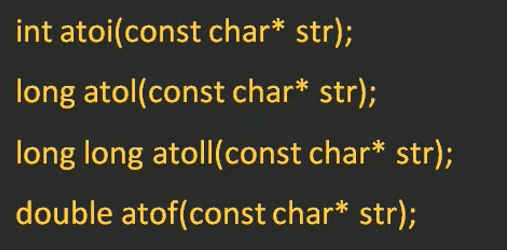 int atoi(const char* str);
long atol(const char* str);
long long atoll(const char* str);
double atof(const char* str);